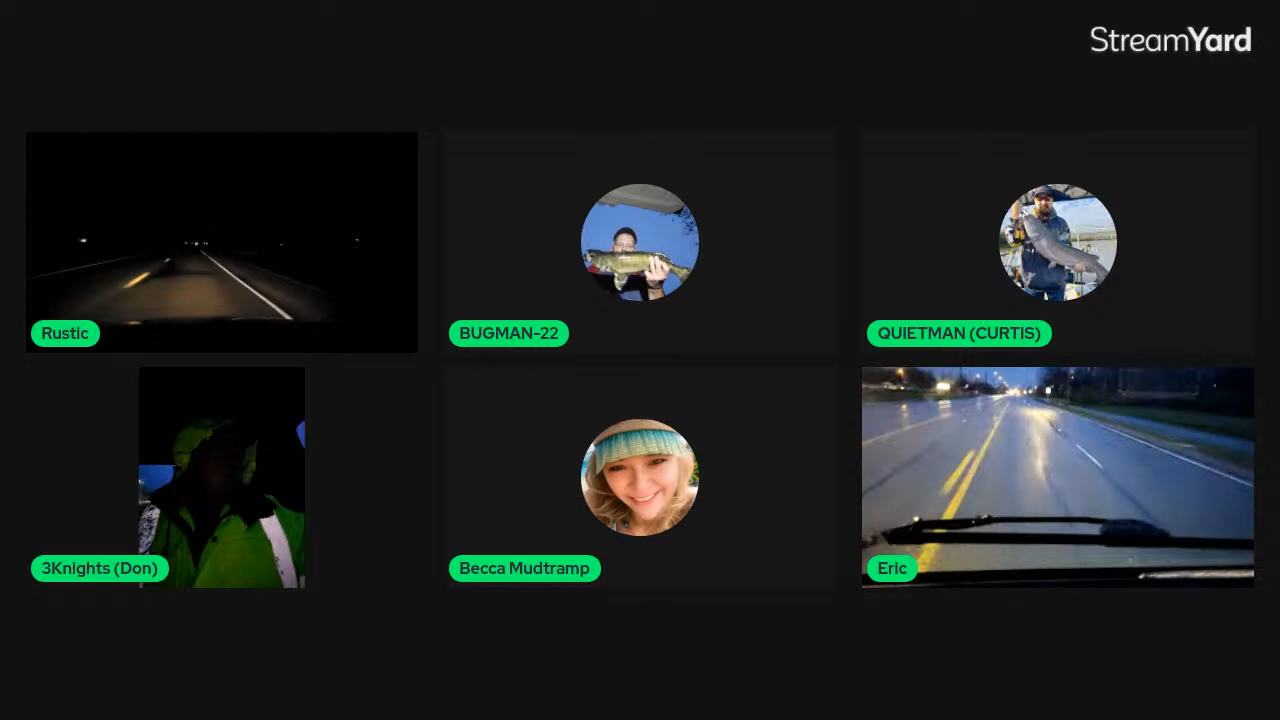 StreamYard
Rustic
BUGMAN-22
QUIETMAN (CURTIS)
3Knights (Don)
Becca Mudtramp
Eric